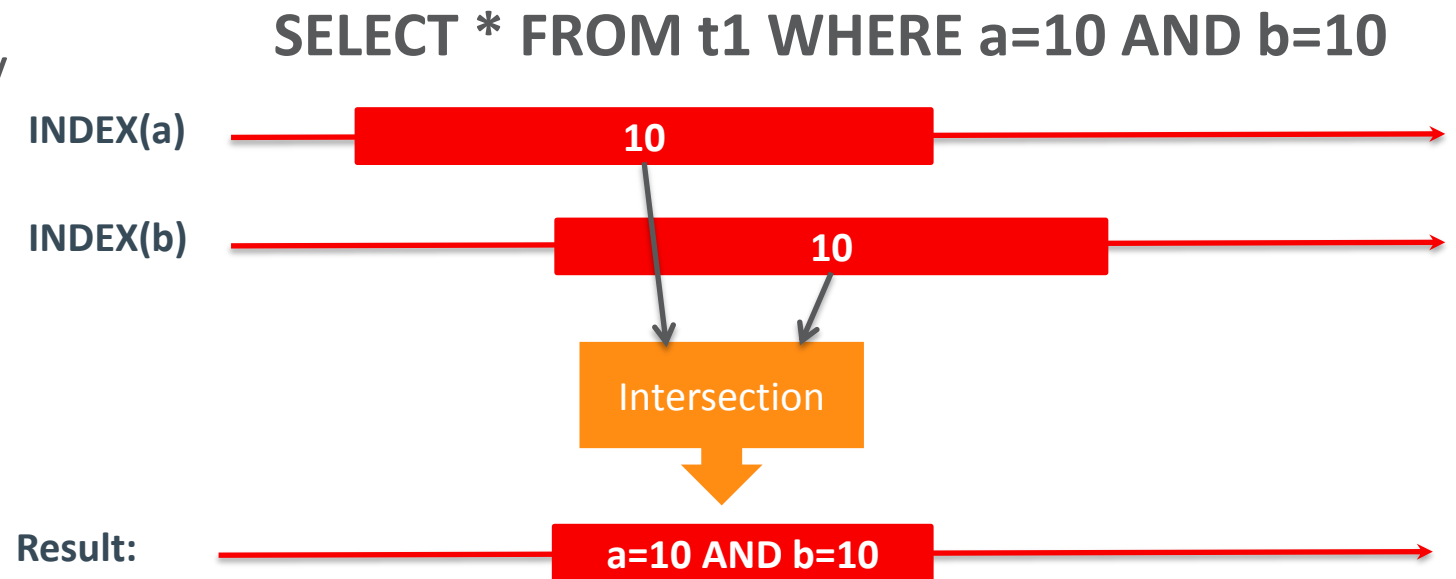 SELECT * FROM t1 WHERE a=10 AND b=10
INDEX(a)
10
INDEX(b)
10
Intersection
Result:
a=10 AND b=10